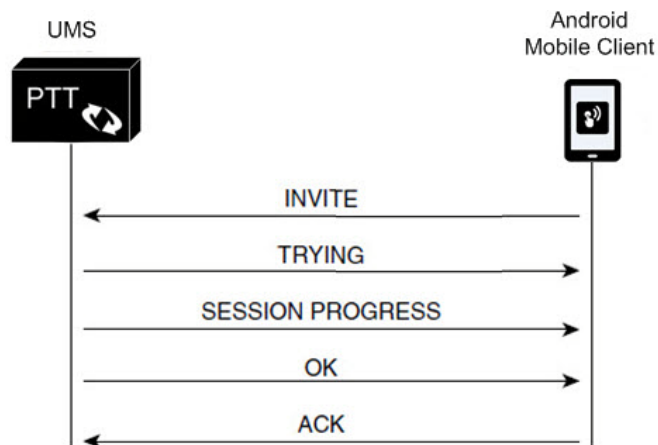 UMS
Android
Mobile Client
PTT
INVITE
TRYING
SESSION PROGRESS
OK
ACK